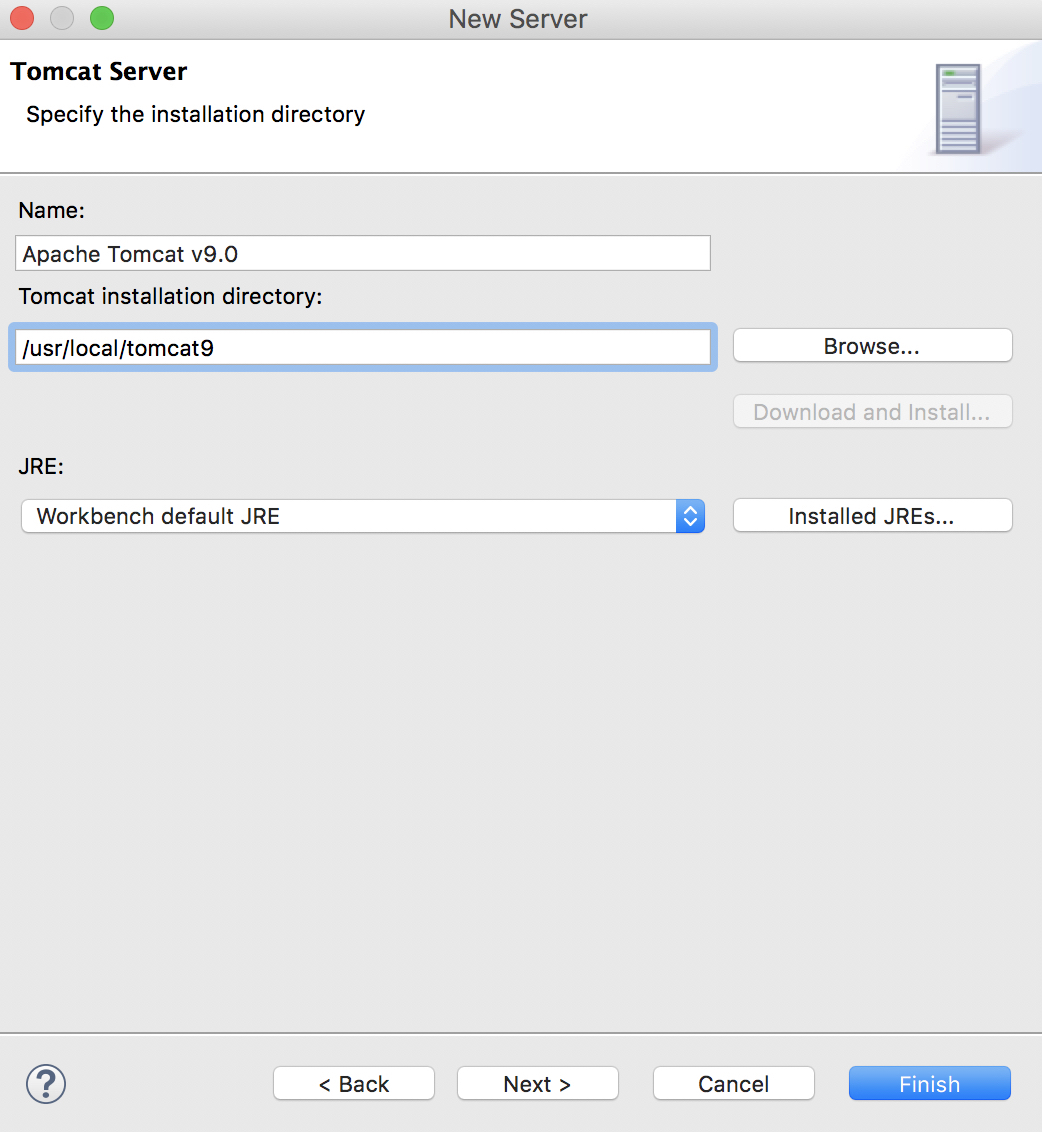 New Server
Tomcat Server
Specify the installation directory
Name:
Apache Tomcat v9.0
Tomcat installation directory:
/usr/local/tomcat9
Browse...
Download and Install...
JRE:
Workbench default JRE
Installed JREs...
?
< Back
Next >
Cancel
Finish